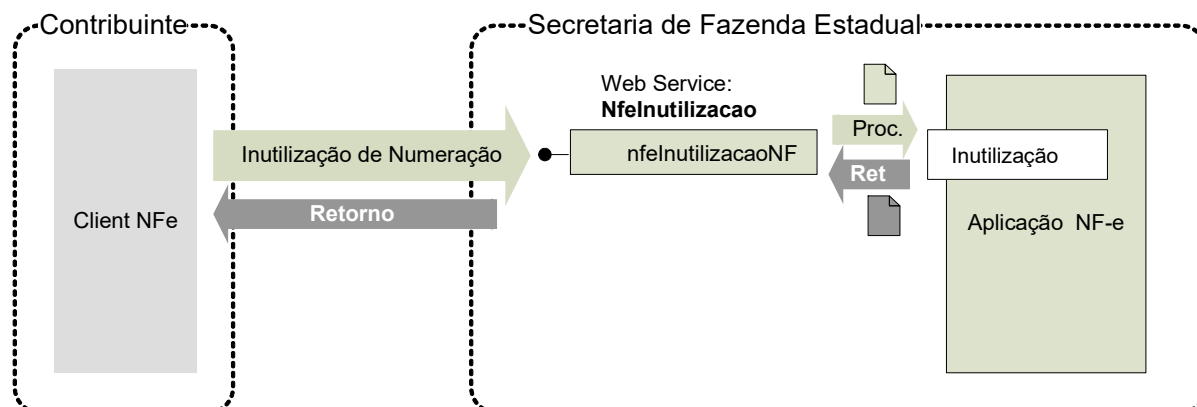 Contribuinte
Secretaria de Fazenda Estadual
Web Service:
NfeInutilizacao
Proc.
Inutilização de Numeração
nfeInutilizacaoNF
Inutilização
Ret
Retorno
Client NFe
Aplicação NF-e